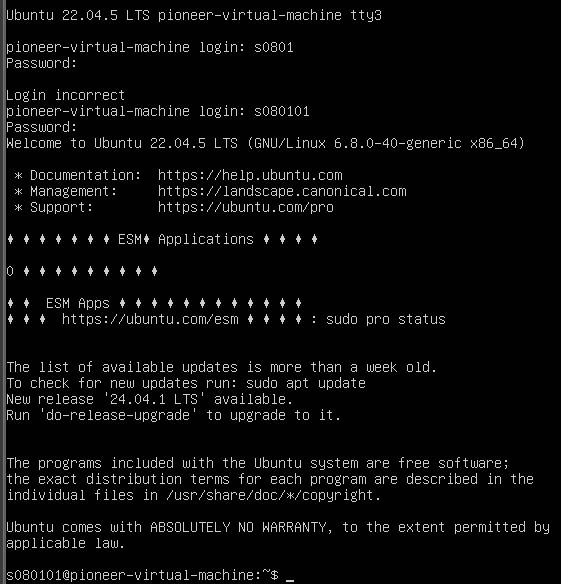 Ubuntu 22.04.5 LTS pioneer-virtual-machine tty3
pioneer-virtual-machine login: s0801
Password:
Login incorrect
pioneer-virtual-machine login: s080101
Password:
Welcome to Ubuntu 22.04.5 LTS (GNU/Linux 6.8.0-40-generic x86_64)
* Documentation:  https://help.ubuntu.com
* Management:     https://landscape.canonical.com
* Support:        https://ubuntu.com/pro
♦ ♦ ♦ ♦ ♦ ♦ ♦ ESM♦ Applications ♦ ♦ ♦ ♦
0 ♦ ♦ ♦ ♦ ♦ ♦ ♦ ♦ ♦
♦ ♦  ESM Apps ♦ ♦ ♦ ♦ ♦ ♦ ♦ ♦ ♦ ♦ ♦ ♦
♦ ♦ ♦  https://ubuntu.com/esm ♦ ♦ ♦ ♦ : sudo pro status
The list of available updates is more than a week old.
To check for new updates run: sudo apt update
New release '24.04.1 LTS' available.
Run 'do-release-upgrade' to upgrade to it.
The programs included with the Ubuntu system are free software;
the exact distribution terms for each program are described in the
individual files in /usr/share/doc/*/copyright.
Ubuntu comes with ABSOLUTELY NO WARRANTY, to the extent permitted by
applicable law.
s080101@pioneer-virtual-machine:~$ _